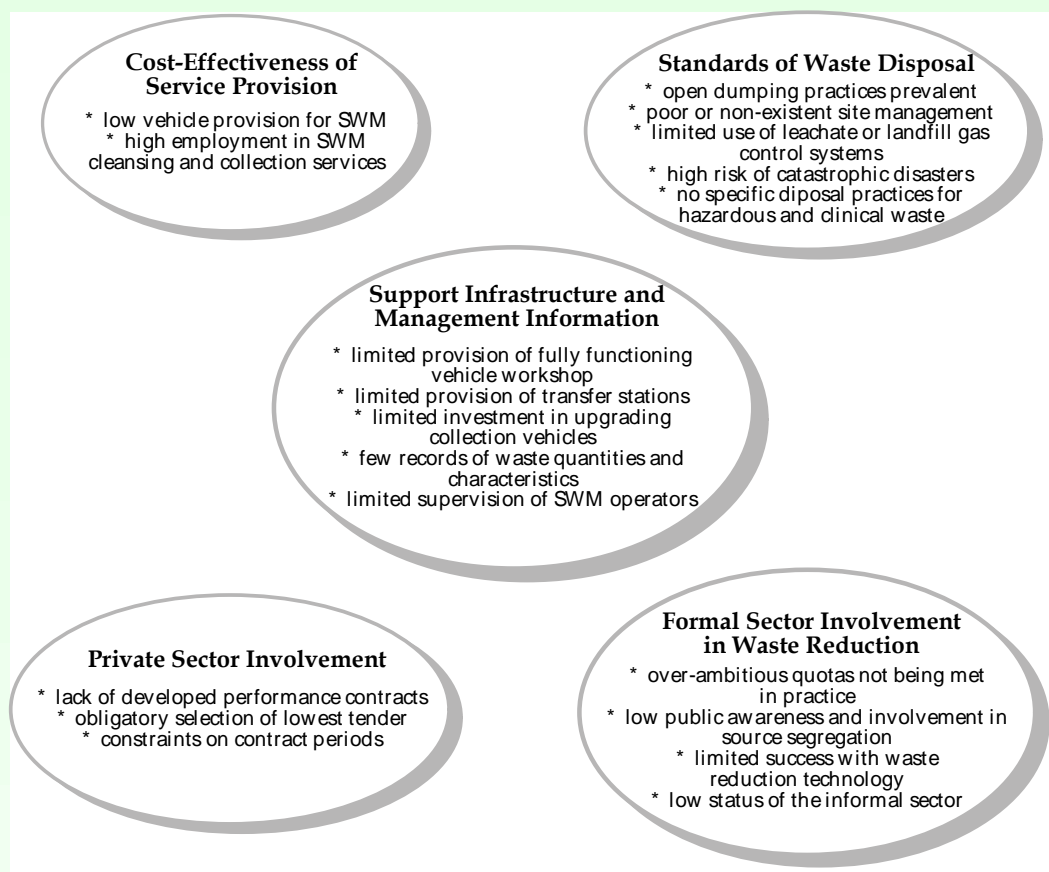 Cost-Effectiveness of
Service Provision
* low vehicle provision for SWM
* high employment in SWM
cleansing and collection services
Standards of Waste Disposal
* open dumping practices prevalent
* poor or non-existent site management
* limited use of leachate or landfill gas
control systems
* high risk of catastrophic disasters
* no specific diposal practices for
hazardous and clinical waste
Support Infrastructure and
Management Information
* limited provision of fully functioning
vehicle workshop
* limited provision of transfer stations
* limited investment in upgrading
collection vehicles
* few records of waste quantities and
characteristics
* limited supervision of SWM operators
Private Sector Involvement
* lack of developed performance contracts
* obligatory selection of lowest tender
* constraints on contract periods
Formal Sector Involvement
in Waste Reduction
* over-ambitious quotas not being met
in practice
* low public awareness and involvement in
source segregation
* limited success with waste
reduction technology
* low status of the informal sector